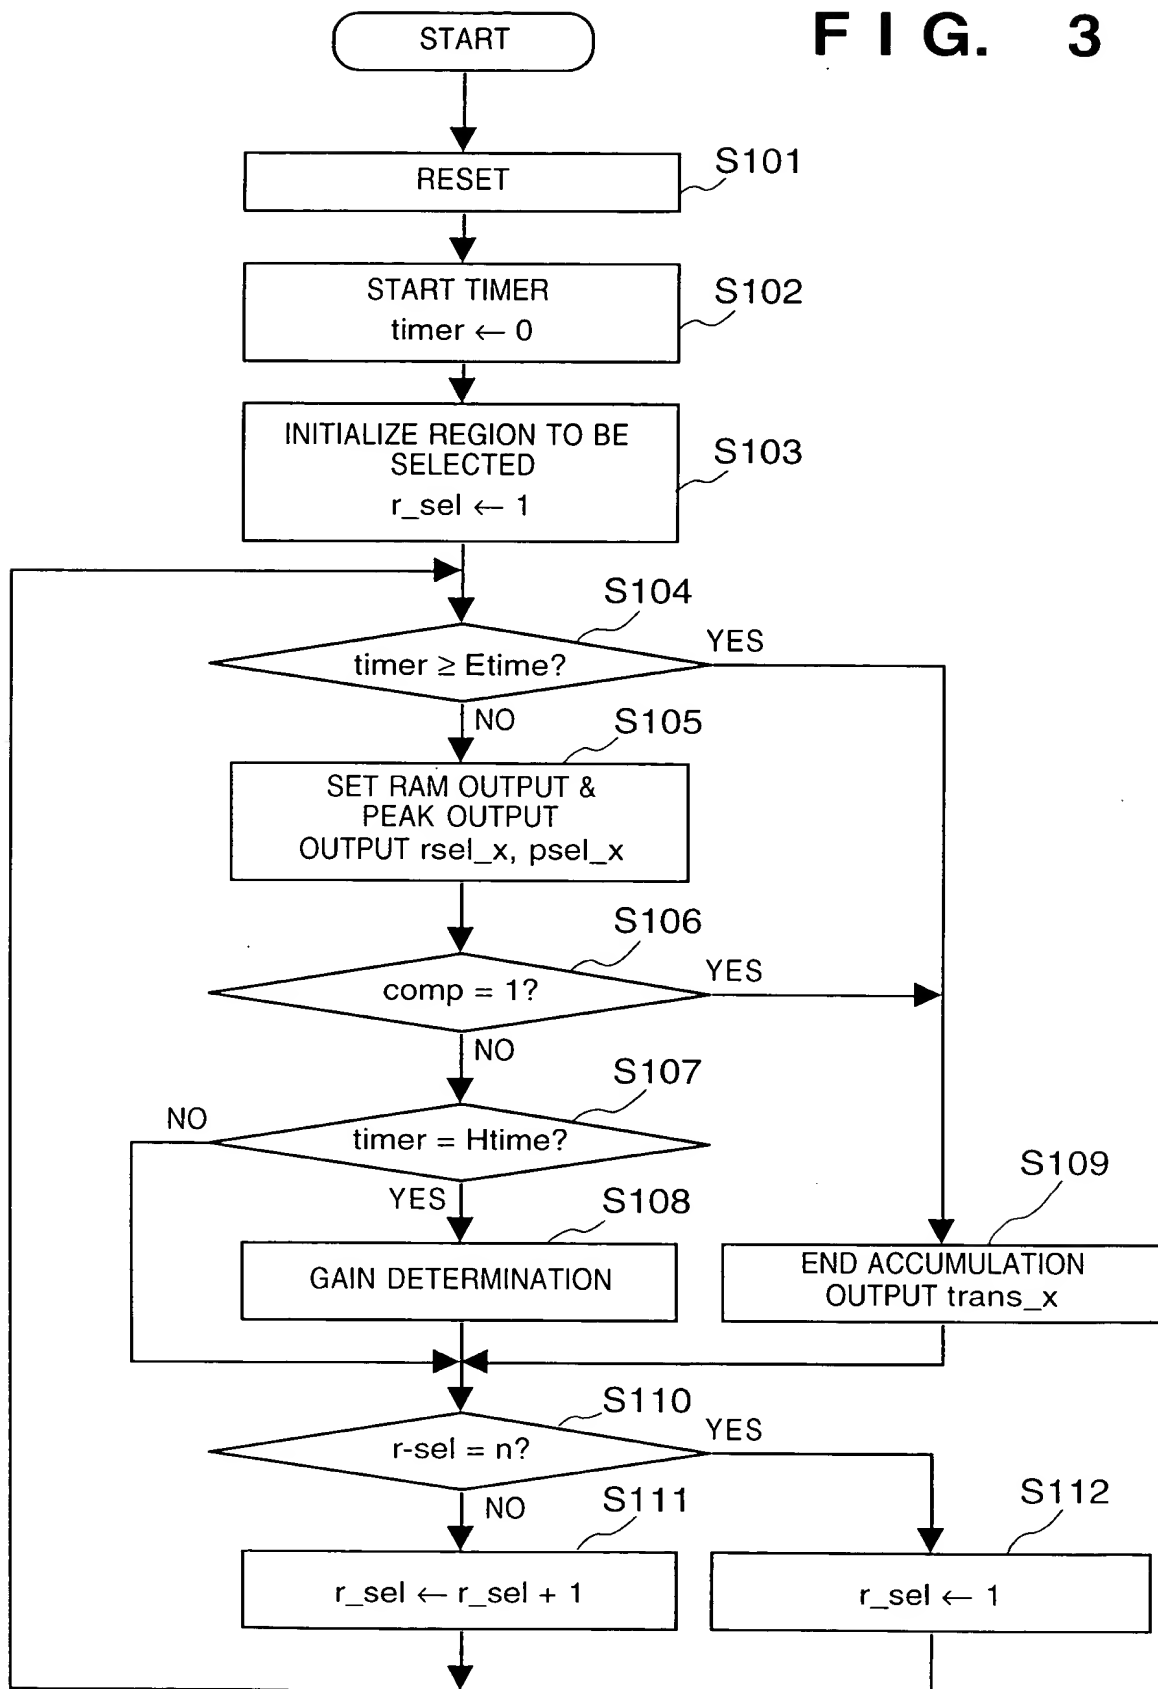 FIG. 3
START
RESET
S101
START TIMER
timer ← 0
S102
INITIALIZE REGION TO BE
SELECTED
r_sel ← 1
S103
S104
timer ≥ Etime?
YES
NO
S105
SET RAM OUTPUT &
PEAK OUTPUT
OUTPUT rsel_x, psel_x
S106
comp = 1?
YES
NO
S107
NO
timer = Htime?
YES
S108
GAIN DETERMINATION
S109
END ACCUMULATION
OUTPUT trans_x
S110
r-sel = n?
YES
NO
S111
r_sel ← r_sel + 1
S112
r_sel ← 1